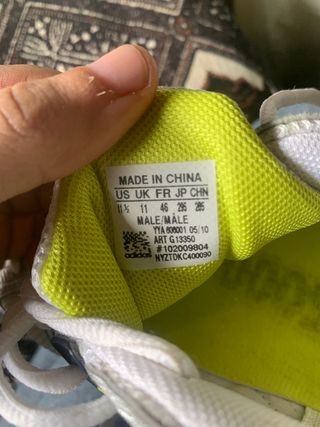 MADE IN CHINA
US UK FR JP CHN
11½ 11 46 295 285
MALE/MÂLE
YYA 606001 05/10
ART G13350
#102009804
NYZTDKC400090
adidas